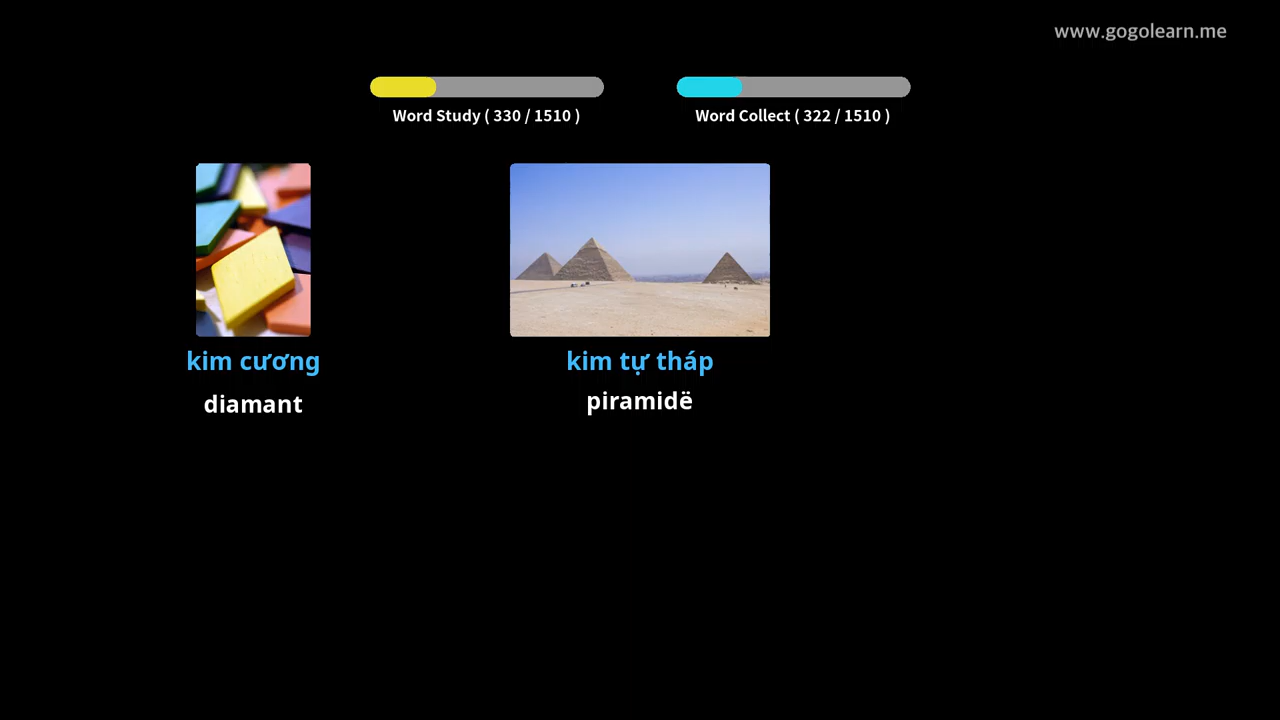 www.gogolearn.me
Word Study ( 330 / 1510 )
Word Collect ( 322 / 1510 )
kim cương
diamant
kim tự tháp
piramidë